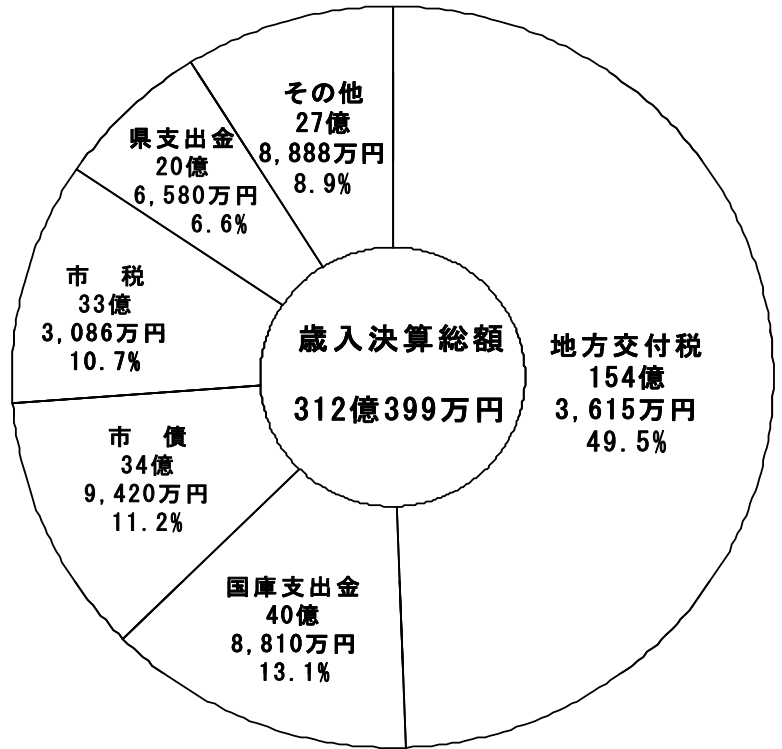 歳入決算総額
312億399万円
地方交付税
154億
3,615万円
49.5%
国庫支出金
40億
8,810万円
13.1%
市　債
34億
9,420万円
11.2%
市　税
33億
3,086万円
10.7%
県支出金
20億
6,580万円
6.6%
その他
27億
8,888万円
8.9%